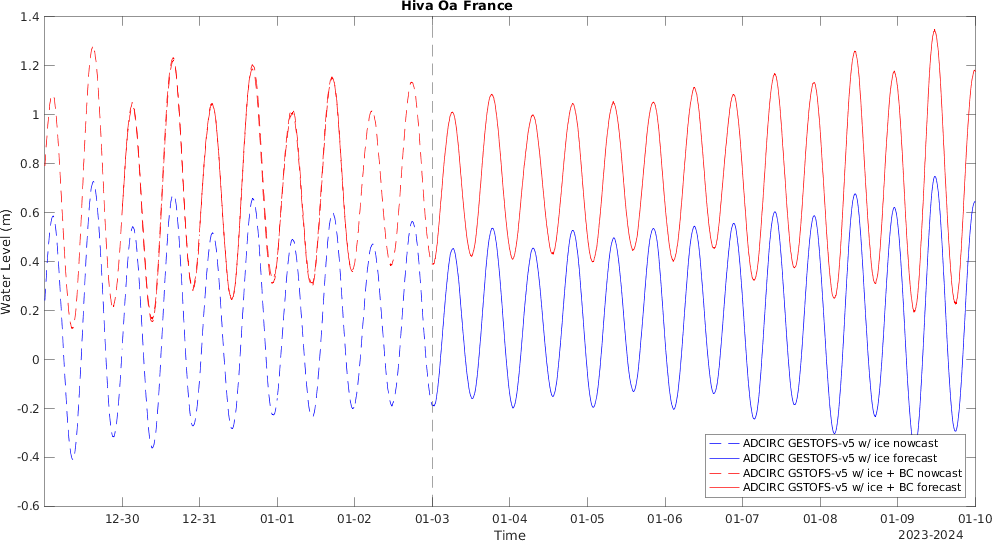 Hiva Oa France
1.4
1.2
1
0.8
0.6
0.4
0.2
0
-0.2
-0.4
-0.6
Water Level (m)
ADCIRC GESTOFS-v5 w/ ice nowcast
ADCIRC GESTOFS-v5 w/ ice forecast
ADCIRC GSTOFS-v5 w/ ice + BC nowcast
ADCIRC GSTOFS-v5 w/ ice + BC forecast
12-30 12-31 01-01 01-02 01-03 01-04 01-05 01-06 01-07 01-08 01-09 01-10
Time
2023-2024